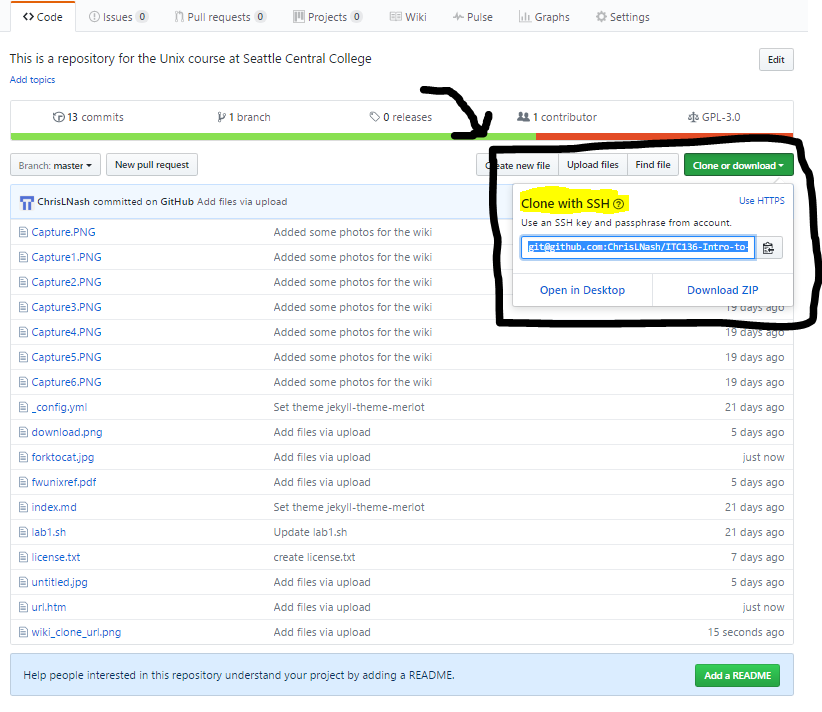 Code Issues 0 Pull requests 0 Projects 0 Wiki Pulse Graphs Settings
This is a repository for the Unix course at Seattle Central College Edit
Add topics
13 commits 1 branch 0 releases 1 contributor GPL-3.0
Branch: master New pull request Create new file Upload files Find file Clone or download
ChrisLNash committed on GitHub Add files via upload
Clone with SSH ? Use HTTPS
Use an SSH key and passphrase from account.
git@github.com:ChrisLNash/ITC136-Intro-to-
Open in Desktop Download ZIP
Capture.PNG Added some photos for the wiki
Capture1.PNG Added some photos for the wiki
Capture2.PNG Added some photos for the wiki
Capture3.PNG Added some photos for the wiki 19 days ago
Capture4.PNG Added some photos for the wiki 19 days ago
Capture5.PNG Added some photos for the wiki 19 days ago
Capture6.PNG Added some photos for the wiki 19 days ago
_config.yml Set theme jekyll-theme-merlot 21 days ago
download.png Add files via upload 5 days ago
forktocat.jpg Add files via upload just now
fwunixref.pdf Add files via upload 5 days ago
index.md Set theme jekyll-theme-merlot 21 days ago
lab1.sh Update lab1.sh 21 days ago
license.txt create license.txt 7 days ago
untitled.jpg Add files via upload 5 days ago
url.htm Add files via upload just now
wiki_clone_url.png Add files via upload 15 seconds ago
Help people interested in this repository understand your project by adding a README. Add a README